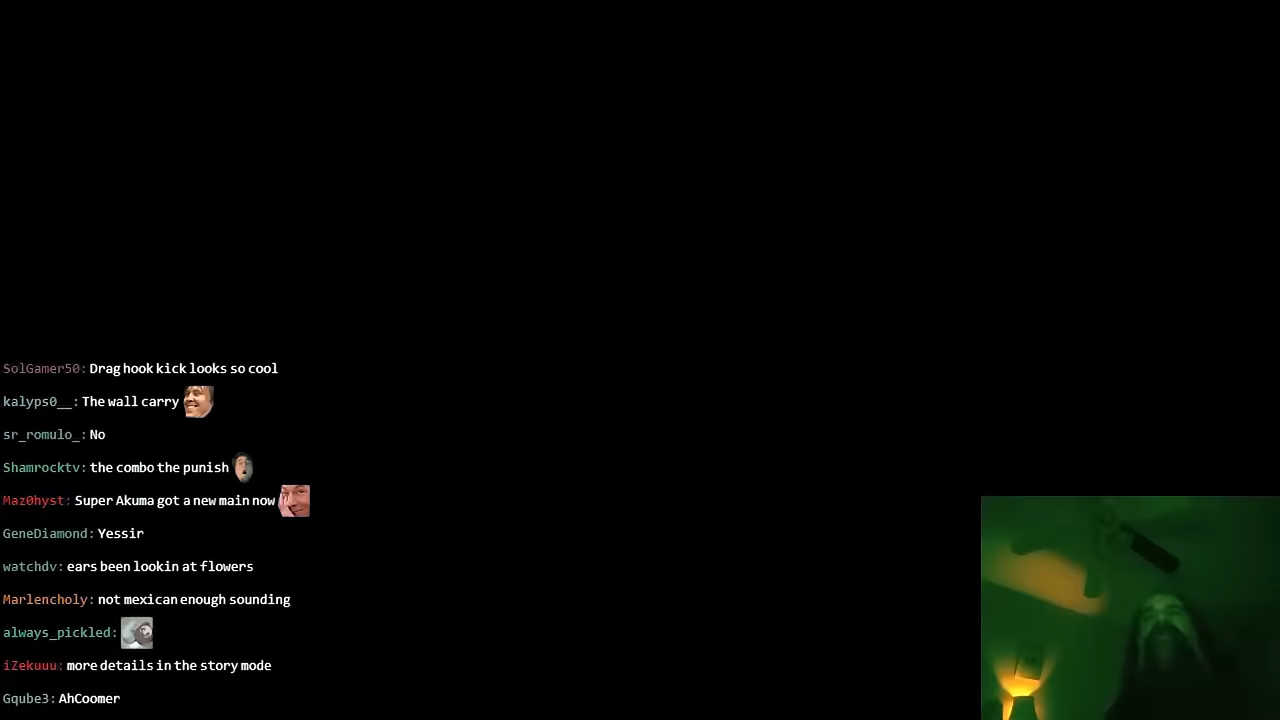 SolGamer50: Drag hook kick looks so cool
kalyps0__: The wall carry
sr_romulo_: No
Shamrocktv: the combo the punish
Maz0hyst: Super Akuma got a new main now
GeneDiamond: Yessir
watchdv: ears been lookin at flowers
Marlencholy: not mexican enough sounding
always_pickled:
iZekuuu: more details in the story mode
Gqube3: AhCoomer